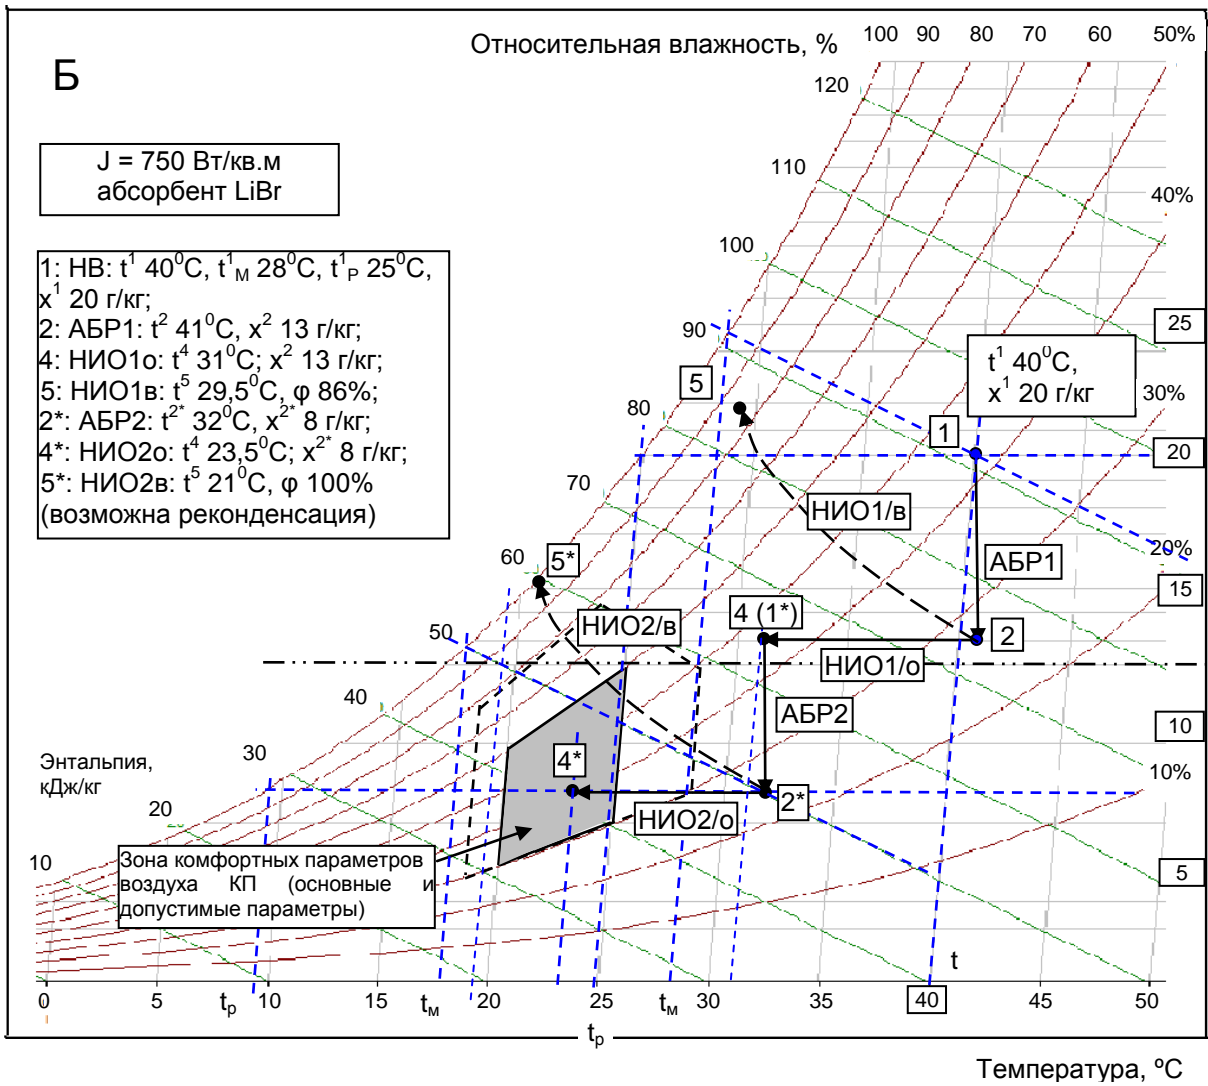 Относительная влажность, %
100 90 80 70 60 50%
Б
120
J = 750 Вт/кв.м
абсорбент LiBr
110
40%
1: НВ: t¹ 40⁰С, t¹м 28⁰С, t¹р 25⁰С,
x¹ 20 г/кг;
2: АБР1: t² 41⁰С, x² 13 г/кг;
4: НИО1о: t⁴ 31⁰С; x² 13 г/кг;
5: НИО1в: t⁵ 29,5⁰С, φ 86%;
2*: АБР2: t²* 32⁰С, x²* 8 г/кг;
4*: НИО2о: t⁴ 23,5⁰С; x²* 8 г/кг;
5*: НИО2в: t⁵ 21⁰С, φ 100%
(возможна реконденсация)
100
90
25
t¹ 40⁰С,
x¹ 20 г/кг
5
30%
80
1
20
70
НИО1/в
20%
60
5*
АБР1
15
50
НИО2/в
4 (1*)
2
НИО1/о
40
АБР2
10
Энтальпия,
кДж/кг
30
4*
10%
20
2*
НИО2/о
10
Зона комфортных параметров
воздуха КП (основные и
допустимые параметры)
5
t
0 5 tр 10 15 tм 20 25 tм 30 35 40 45 50
tр
Температура, ºС